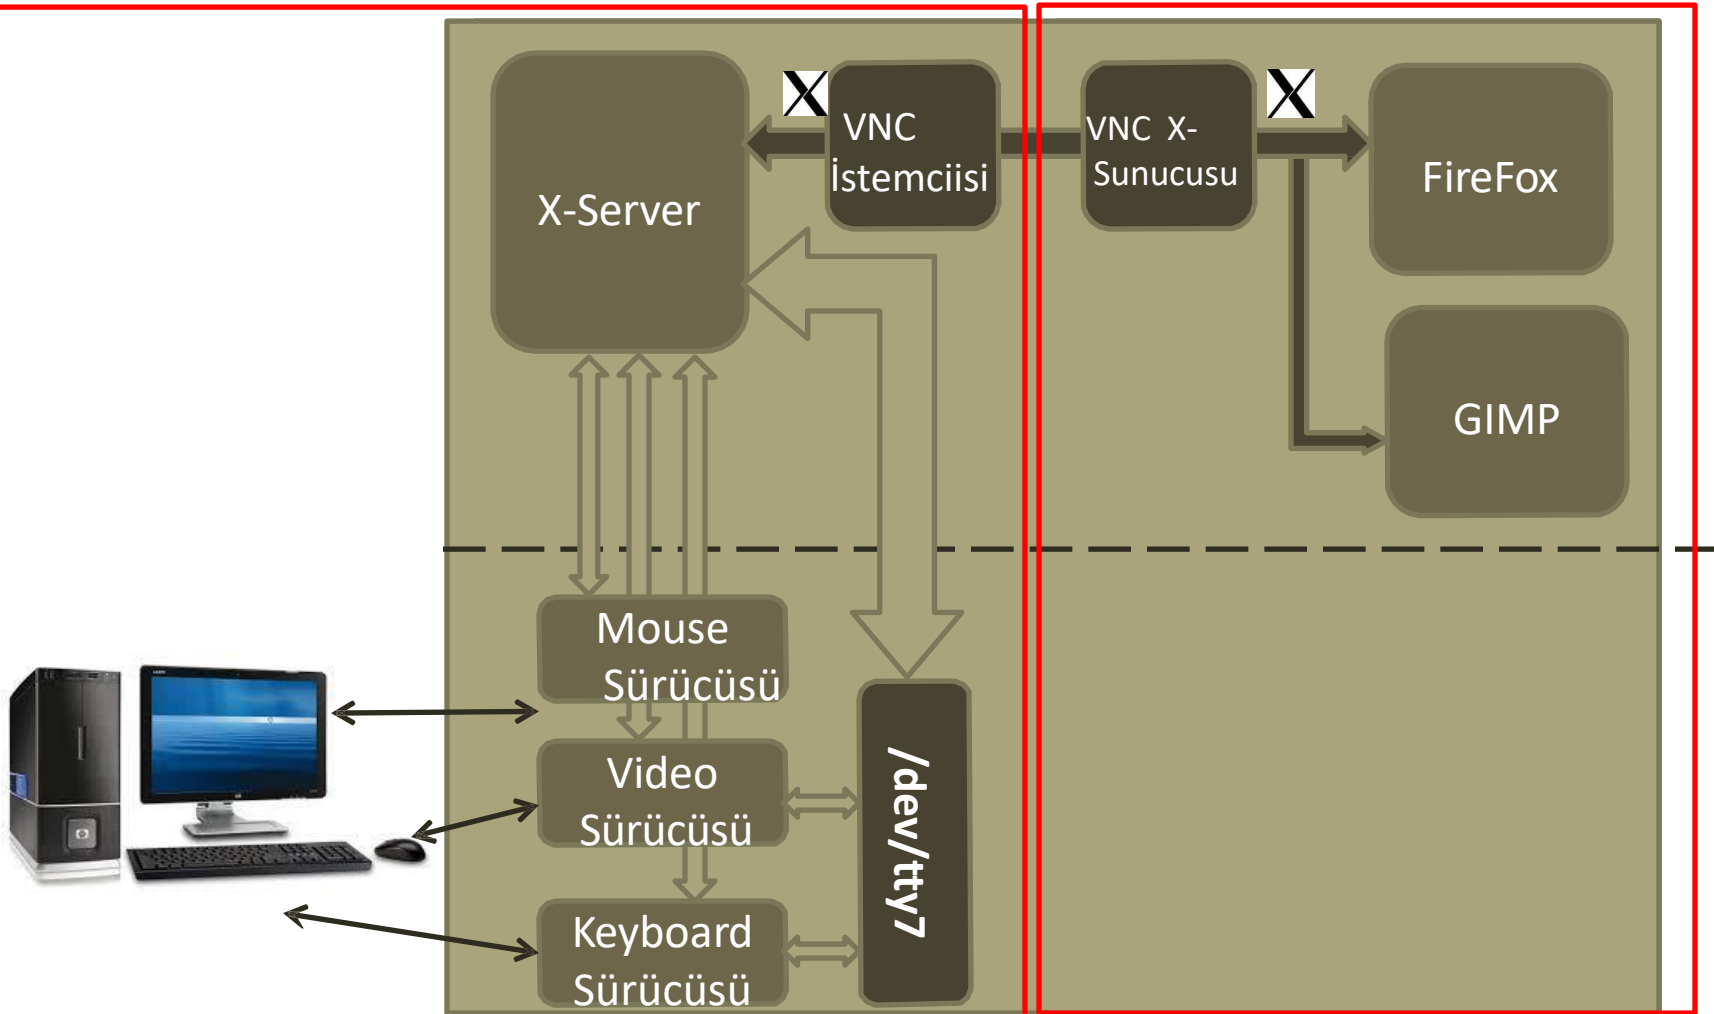 X-Server
VNC
İstemciisi
VNC X-
Sunucusu
FireFox
GIMP
Mouse
Sürücüsü
Video
Sürücüsü
Keyboard
Sürücüsü
/dev/tty7